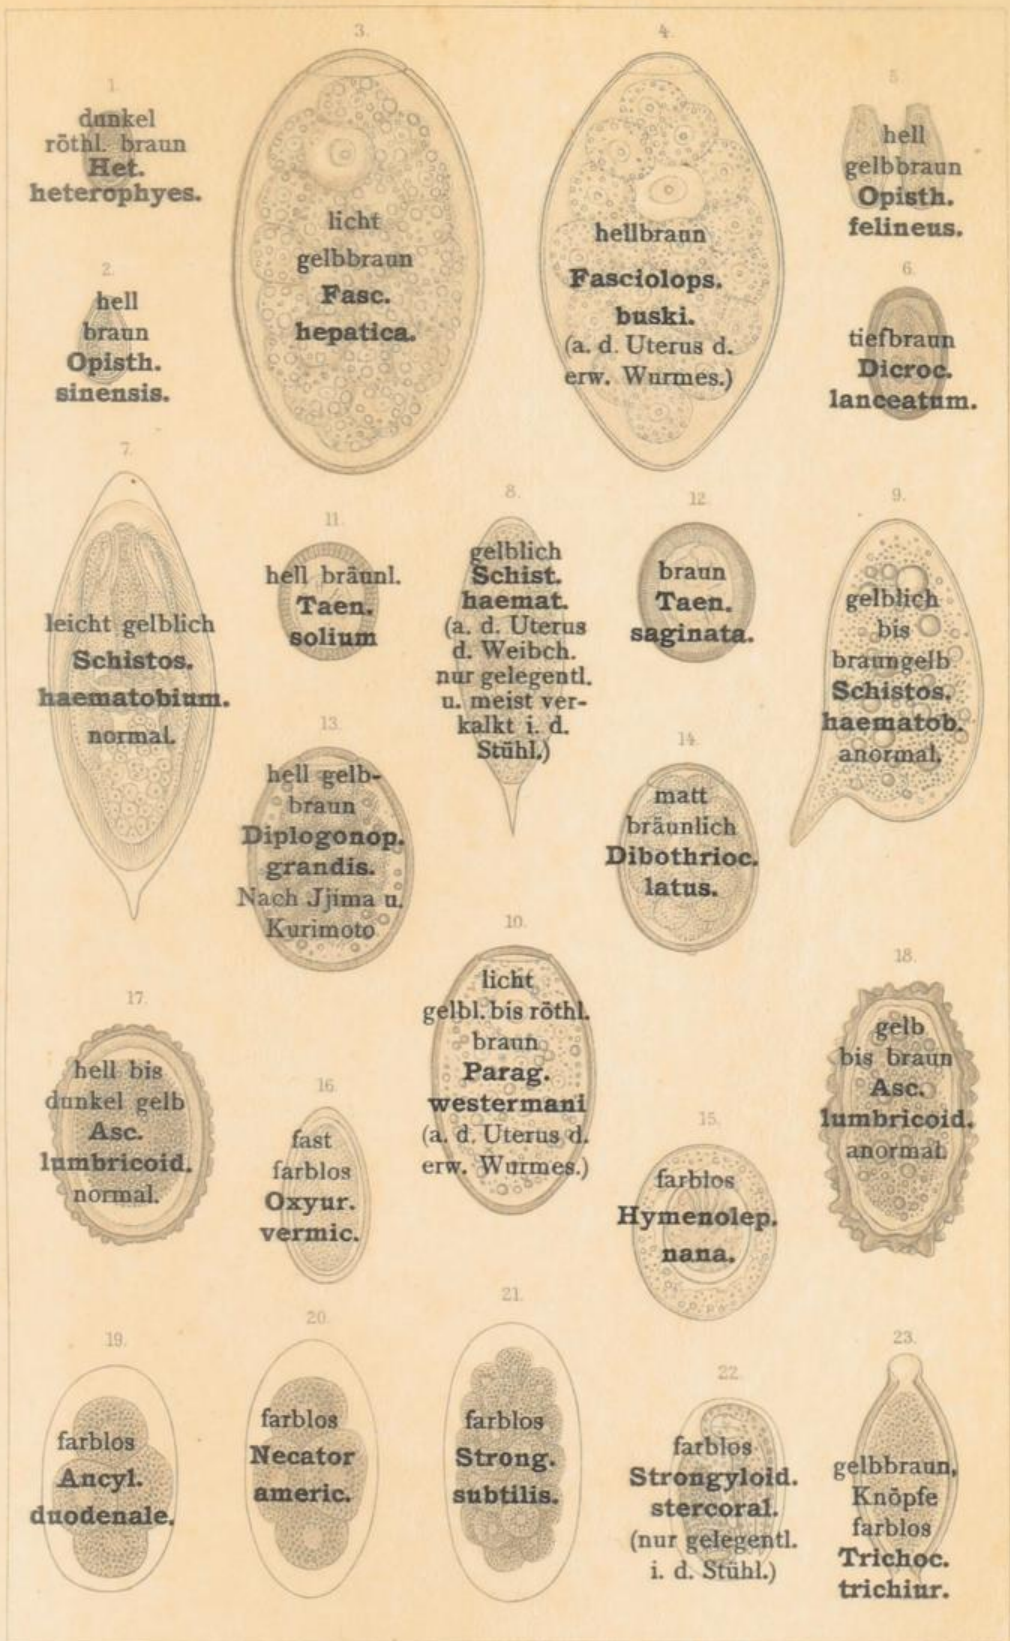 1.
dunkel
röthl. braun
Het.
heterophyes.
2.
hell
braun
Opisth.
sinensis.
3.
licht
gelbbraun
Fasc.
hepatica.
4.
hellbraun
Fasciolops.
buski.
(a. d. Uterus d.
erw. Wurmes.)
5.
hell
gelbbraun
Opisth.
felineus.
6.
tiefbraun
Dicroc.
lanceatum.
7.
leicht gelblich
Schistos.
haematobium.
normal.
11.
hell bräunl.
Taen.
solium
8.
gelblich
Schist.
haemat.
(a. d. Uterus
d. Weibch.
nur gelegentl.
u. meist ver-
kalkt i. d.
Stühl.)
12.
braun
Taen.
saginata.
9.
gelblich
bis
braungelb
Schistos.
haematob.
anormal.
13.
hell gelb-
braun
Diplogonop.
grandis.
Nach Jjima u.
Kurimoto
14.
matt
bräunlich
Dibothrioc.
latus.
10.
licht
gelbl. bis röthl.
braun
Parag.
westermani
(a. d. Uterus d.
erw. Wurmes.)
17.
hell bis
dunkel gelb
Asc.
lumbricoid.
normal.
16.
fast
farblos
Oxyur.
vermic.
15.
farblos
Hymenolep.
nana.
18.
gelb
bis braun
Asc.
lumbricoid.
anormal.
19.
farblos
Ancyl.
duodenale.
20.
farblos
Necator
americ.
21.
farblos
Strong.
subtilis.
22.
farblos
Strongyloid.
stercoral.
(nur gelegentl.
i. d. Stühl.)
23.
gelbbraun,
Knöpfe
farblos
Trichoc.
trichiur.